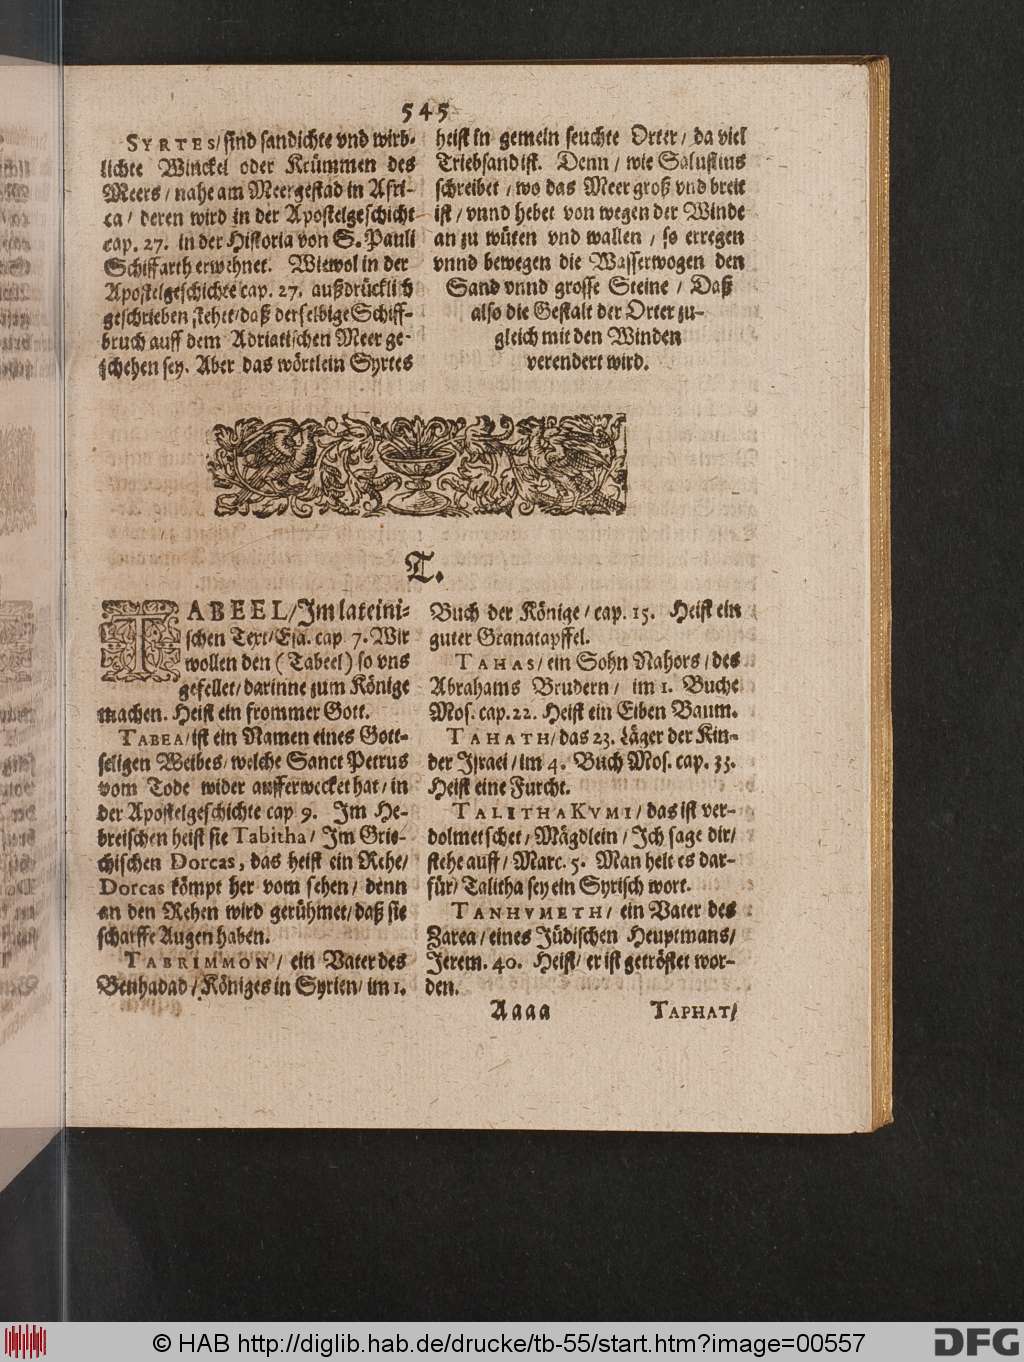 545
SYRTES/ sind sandichte vnd wirb-
lichte Winckel oder Krümmen des
Meers / nahe am Meergestad in Afri-
ca / deren wird in der Apostelgeschicht
cap. 27. in der Historia von S. Pauli
Schiffarth erwehnet. Wiewol in der
Apostelgeschichte cap. 27. außdrücklich
geschrieben stehet/daß derselbige Schiff-
bruch auff dem Adriatischen Meer ge-
schehen sey. Aber das wörtlein Syrtes
heist in gemein feuchte Orter / da viel
Triebsand ist. Denn / wie Salustius
schreibet / wo das Meer groß vnd breit
ist / vnnd hebet von wegen der Winde
an zu wüten vnd wallen / so erregen
vnnd bewegen die Wasserwogen den
Sand vnnd grosse Steine / Daß
also die Gestalt der Orter zu-
gleich mit den Winden
verendert wird.
T.
TABEEL/Im lateini-
schen Text/Esa. cap 7. Wir
wollen den (Tabeel) so vns
gefellet/darinne zum Könige
machen. Heist ein frommer Gott.
TABEA/ist ein Namen eines Gott-
seligen Weibes/welche Sanct Petrus
vom Tode wider aufferwecket hat/in
der Apostelgeschichte cap 9. Im He-
breischen heist sie Tabitha/ Im Grie-
chischen Dorcas, das heist ein Rehe/
Dorcas kömpt her vom sehen/ denn
an den Rehen wird gerühmet/daß sie
scharffe Augen haben.
TABRIMMON/ ein Vater des
Benhadad /Königes in Syrien/im 1.
Buch der Könige / cap. 15. Heist ein
guter Granatapffel.
TAHAS/ein Sohn Nahors /des
Abrahams Brudern/ im 1. Buche
Mos. cap. 22. Heist ein Eiben Baum.
TAHATH/das 23. Läger der Kin-
der Israel/im 4. Buch Mos. cap. 33.
Heist eine Furcht.
TALITHA KVMI/das ist ver-
dolmetschet/Mägdlein/Ich sage dir/
stehe auff/Marc. 5. Man helt es dar-
für/Talitha sey ein Syrisch wort.
TANHVMETH/ ein Vater des
Zarea/eines Jüdischen Heuptmans/
Jerem. 40. Heist/ er ist getröstet wor-
den.
Aaaa TAPHAT/
© HAB http://diglib.hab.de/drucke/tb-55/start.htm?image=00557
DFG